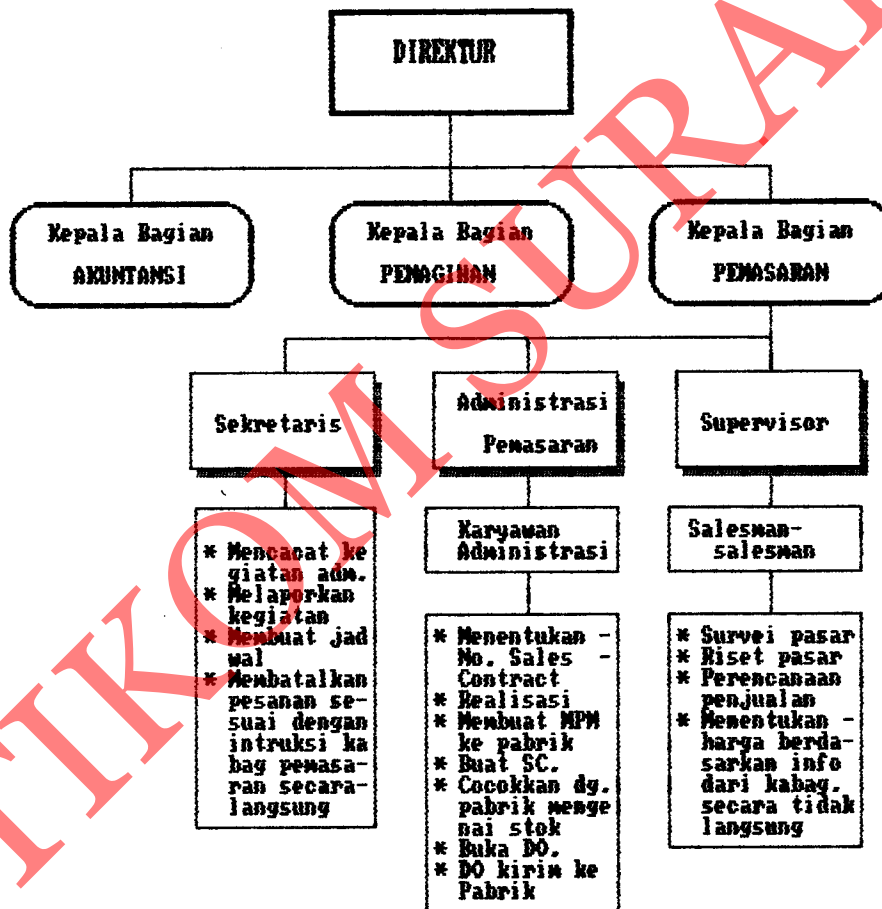 DIREKTUR
Kepala Bagian
AKUNTANSI
Kepala Bagian
PENAGIHAN
Kepala Bagian
PEMASARAN
Sekretaris
Administrasi
Pemasaran
Supervisor
* Mencacat ke
giatan adm.
* Melaporkan
kegiatan
* Membuat jad
wal
* Membatalkan
pesanan se-
suai dengan
intruksi ka
bag pemasa-
ran secara-
langsung
Karyawan
Administrasi
* Menentukan -
No. Sales -
Contract
* Realisasi
* Membuat MPM
ke pabrik
* Buat SC.
* Cocokkan dg.
pabrik menge
nai stok
* Buka DO.
* DO kirim ke
Pabrik
Salesman-
salesman
* Survei pasar
* Riset pasar
* Perencanaan
penjualan
* Menentukan -
harga berda-
sarkan info
dari kabag.
secara tidak
langsung
TIKOM SURA